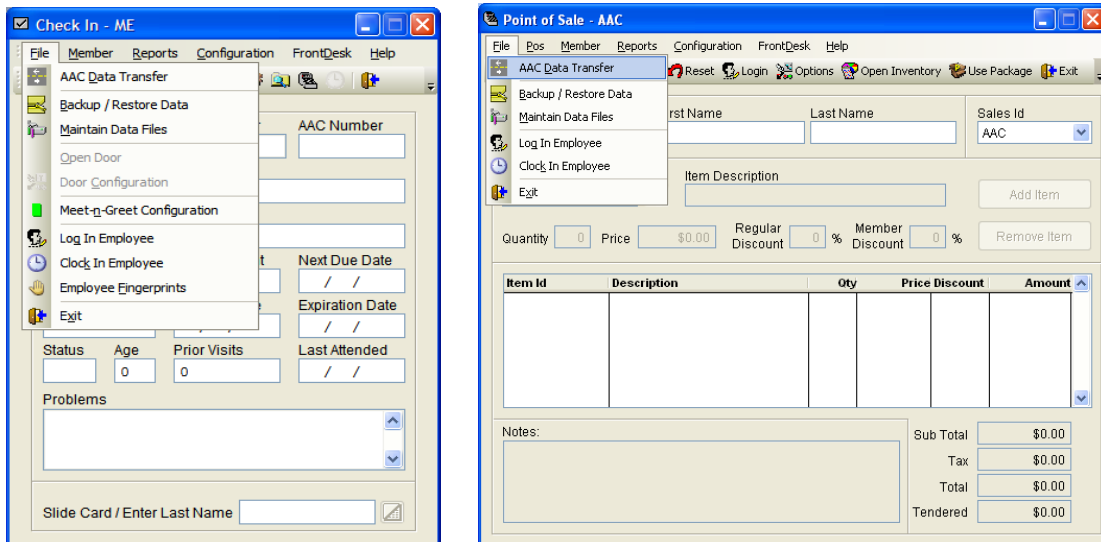 Check In - ME
File Member Reports Configuration FrontDesk Help
AAC Data Transfer
Backup / Restore Data
Maintain Data Files
Open Door
Door Configuration
Meet-n-Greet Configuration
Log In Employee
Clock In Employee
Employee Fingerprints
Exit
AAC Number
Next Due Date
/ /
Expiration Date
/ /
Status Age Prior Visits Last Attended
0 0 / /
Problems
Slide Card / Enter Last Name
Point of Sale - AAC
File Pos Member Reports Configuration FrontDesk Help
Reset Login Options Open Inventory Use Package Exit
AAC Data Transfer
Backup / Restore Data
Maintain Data Files
Log In Employee
Clock In Employee
Exit
rst Name Last Name Sales Id
AAC
Item Description
Add Item
Quantity 0 Price $0.00 Regular Discount 0 % Member Discount 0 % Remove Item
Item Id Description Qty Price Discount Amount
Notes:
Sub Total $0.00
Tax $0.00
Total $0.00
Tendered $0.00